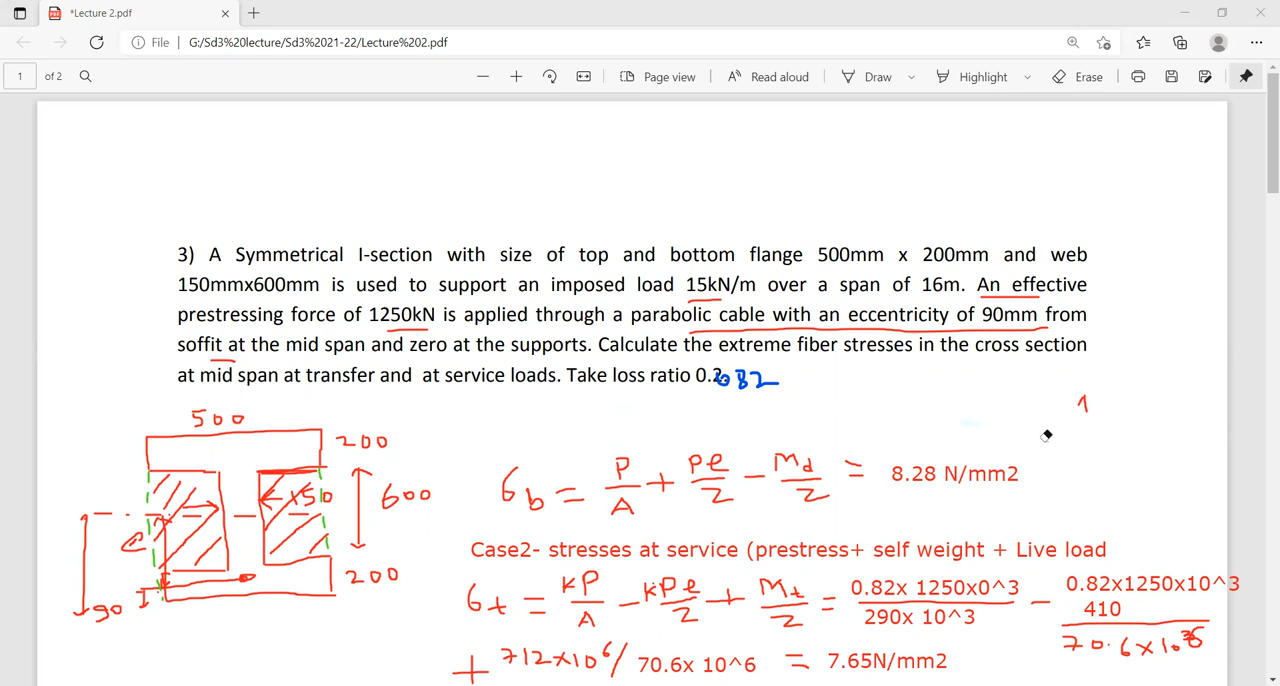 *Lecture 2.pdf
File G:/Sd3%20lecture/Sd3%2021-22/Lecture%202.pdf
1 of 2 Page view Read aloud Draw Highlight Erase
3) A Symmetrical I-section with size of top and bottom flange 500mm x 200mm and web
150mmx600mm is used to support an imposed load 15kN/m over a span of 16m. An effective
prestressing force of 1250kN is applied through a parabolic cable with an eccentricity of 90mm from
soffit at the mid span and zero at the supports. Calculate the extreme fiber stresses in the cross section
at mid span at transfer and at service loads. Take loss ratio 0.2
0.82
500
200
150
600
e
200
90
1
σb = P/A + Pe/Z - Md/Z = 8.28 N/mm2
Case2- stresses at service (prestress+ self weight + Live load
σt = KP/A - KPe/Z + Mt/Z = 0.82x 1250x0^3 / 290x 10^3 - 0.82x1250x10^3 410 / 70.6x10^6
+ 712x10^6/ 70.6x 10^6 = 7.65N/mm2